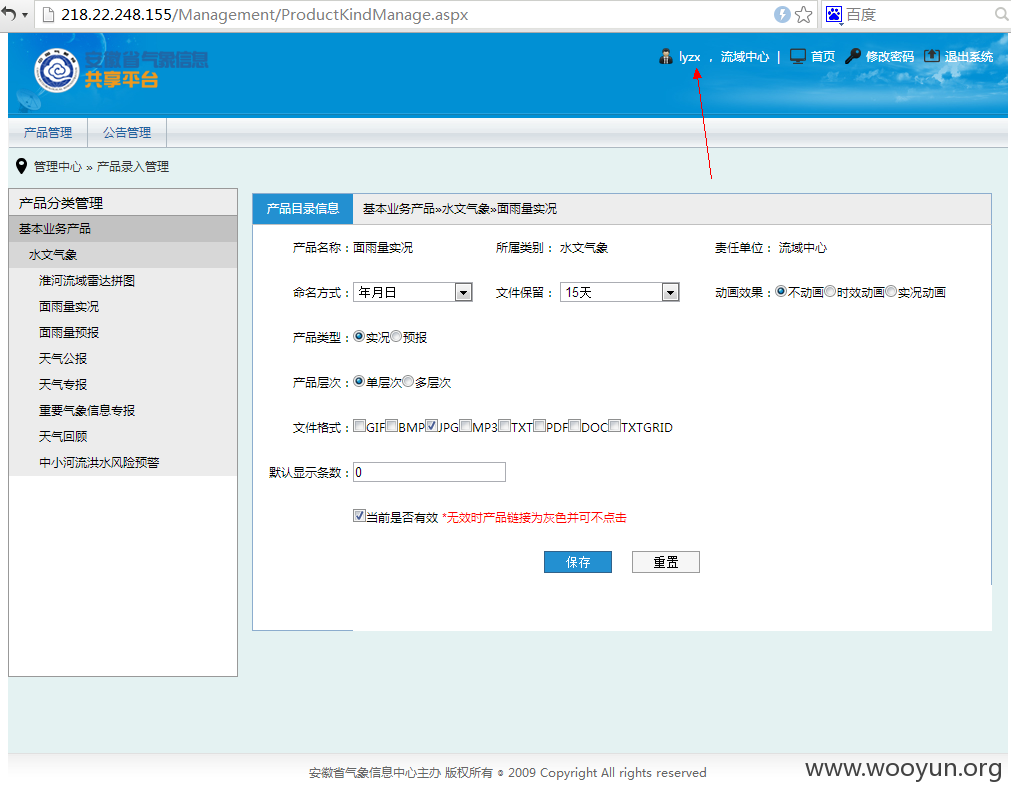 218.22.248.155/Management/ProductKindManage.aspx 百度
安徽省气象信息
共享平台
lyzx ， 流域中心 | 首页 修改密码 退出系统
产品管理 公告管理
管理中心 » 产品录入管理
产品分类管理
基本业务产品
水文气象
淮河流域雷达拼图
面雨量实况
面雨量预报
天气公报
天气专报
重要气象信息专报
天气回顾
中小河流洪水风险预警
产品目录信息 基本业务产品»水文气象»面雨量实况
产品名称：面雨量实况 所属类别： 水文气象 责任单位： 流域中心
命名方式：年月日 文件保留： 15天 动画效果：不动画 时效动画 实况动画
产品类型：实况 预报
产品层次：单层次 多层次
文件格式：GIF BMP JPG MP3 TXT PDF DOC TXTGRID
默认显示条数：0
当前是否有效 *无效时产品链接为灰色并可不点击
保存 重置
安徽省气象信息中心主办 版权所有 © 2009 Copyright All rights reserved
www.wooyun.org